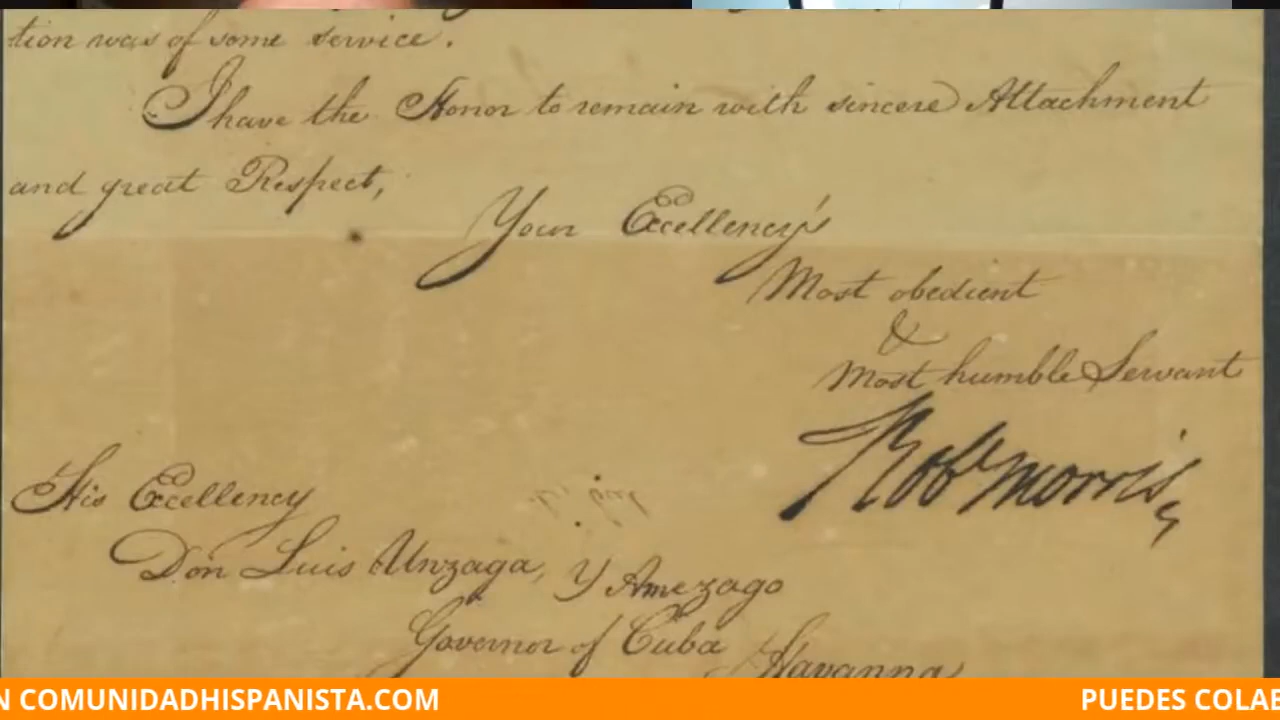 tion was of some service.
I have the Honor to remain with sincere Attachment
and great Respect,
Your Excellency's
Most obedient
&
Most humble Servant
Robt Morris,
His Excellency
Don Luis Unzaga, Y Amezago
Governor of Cuba
Havanna
N COMUNIDADHISPANISTA.COM
PUEDES COLAB